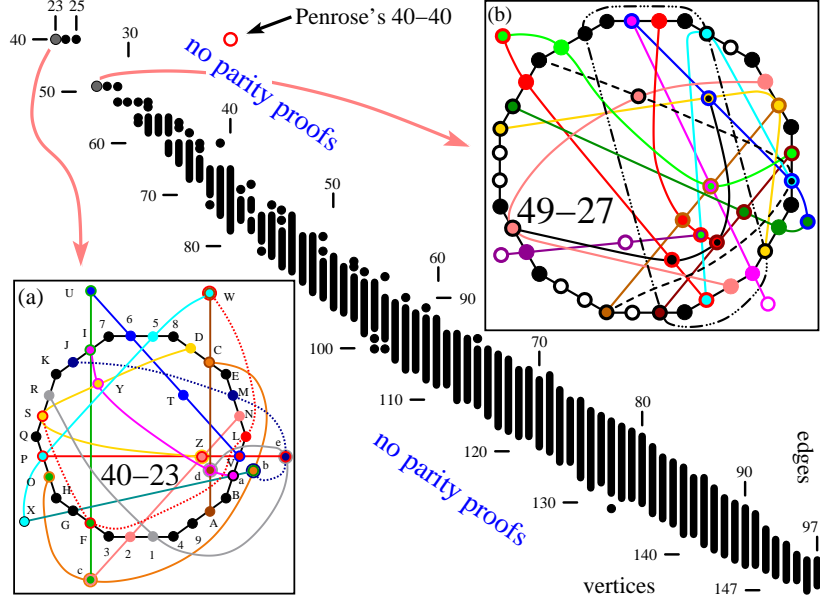 23 25
Penrose's 40–40
(b)
40
30
no parity proofs
50
40
60
49–27
50
70
80
60
90
(a)
U
W
7 6 5 8
I
D
J
C
K
E
R
Y
M
T
S
N
Q
L
Z
e
P
40–23
V
b
O
d
a
H
B
X
G
A
F
9
3 2 1 4
c
100
70
110
80
no parity proofs
120
edges
90
130
97
140
vertices
147